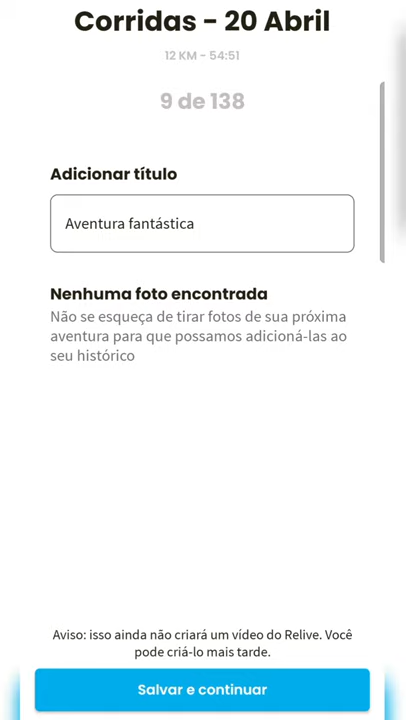 Corridas - 20 Abril
12 KM - 54:51
9 de 138
Adicionar título
Aventura fantástica
Nenhuma foto encontrada
Não se esqueça de tirar fotos de sua próxima
aventura para que possamos adicioná-las ao
seu histórico
Aviso: isso ainda não criará um vídeo do Relive. Você
pode criá-lo mais tarde.
Salvar e continuar